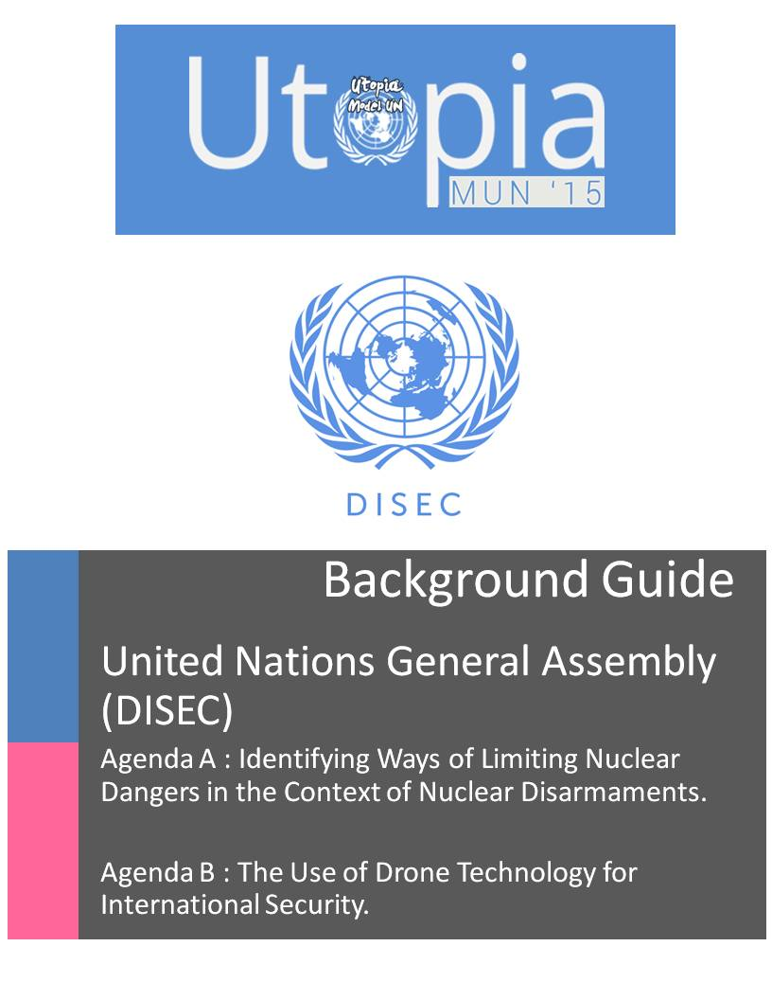 Utopia
Utopia
Model UN
MUN ‘15
DISEC
Background Guide
United Nations General Assembly
(DISEC)
Agenda A : Identifying Ways of Limiting Nuclear
Dangers in the Context of Nuclear Disarmaments.
Agenda B : The Use of Drone Technology for
International Security.